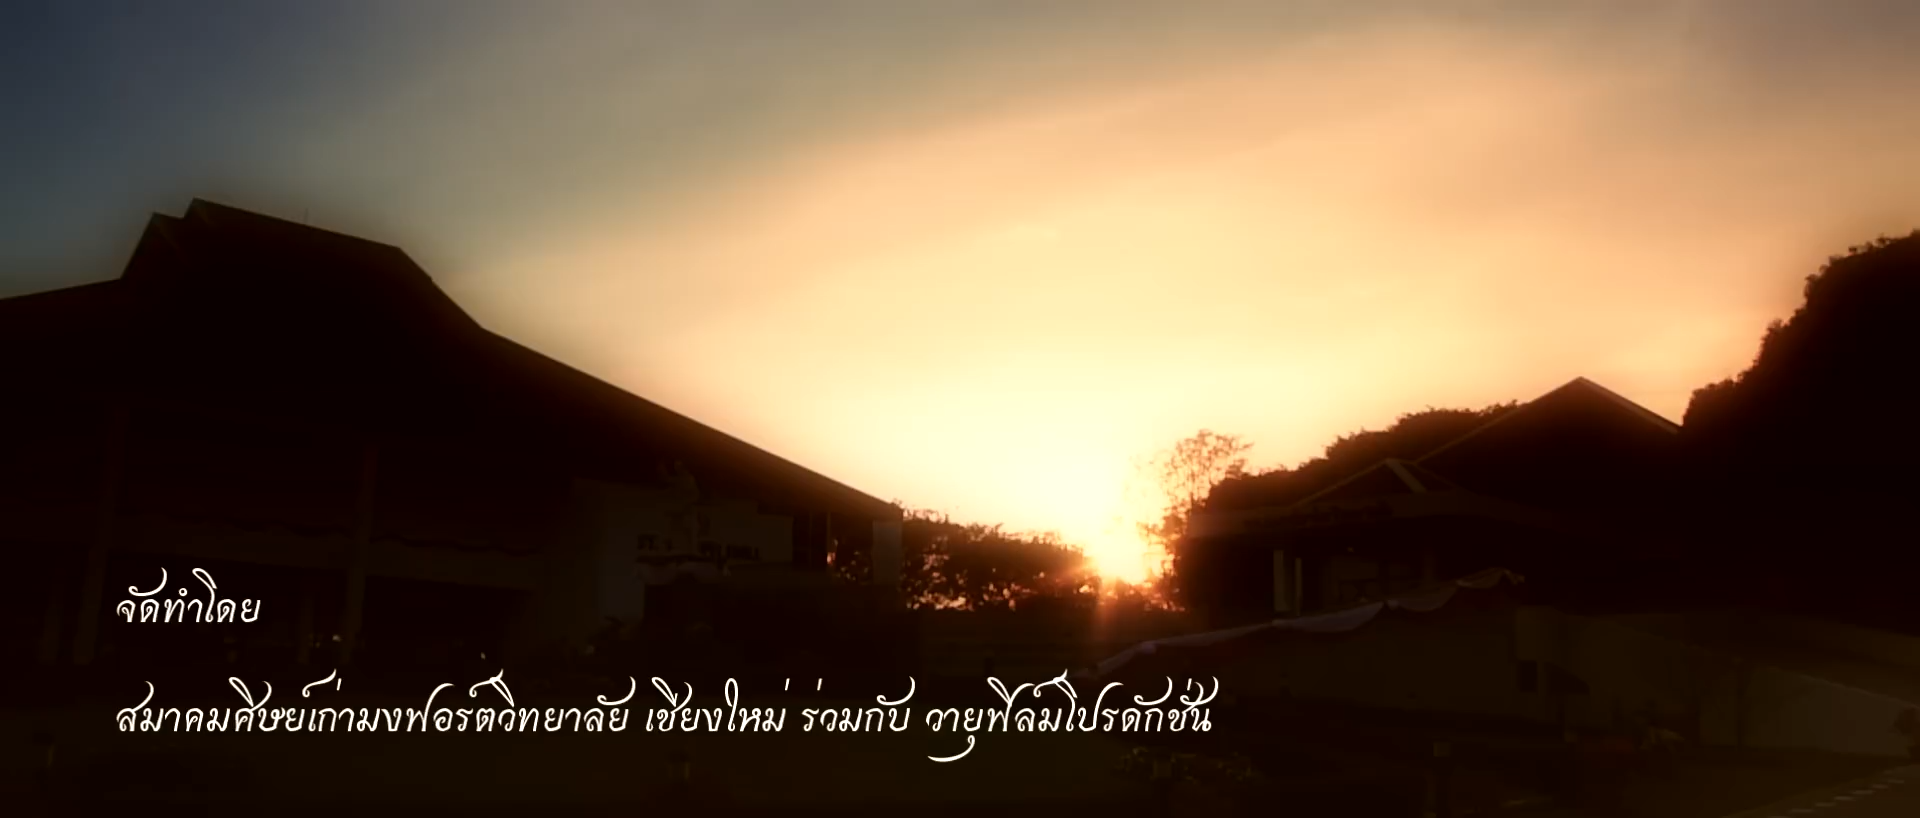 จัดทำโดย
สมาคมศิษย์เก่ามงฟอร์ตวิทยาลัย เชียงใหม่ ร่วมกับ วายุฟิล์มโปรดักชั่น